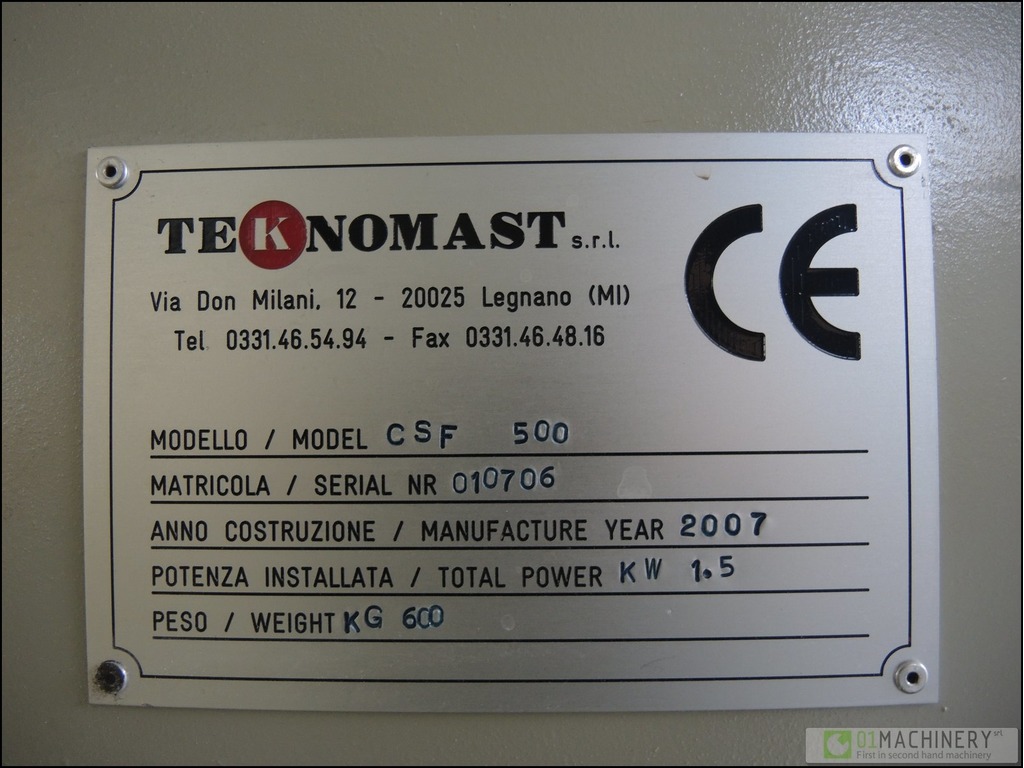 TEKNOMAST s.r.l.
Via Don Milani, 12 - 20025 Legnano (MI)
Tel. 0331.46.54.94 - Fax 0331.46.48.16
CE
MODELLO / MODEL CSF 500
MATRICOLA / SERIAL NR 010706
ANNO COSTRUZIONE / MANUFACTURE YEAR 2007
POTENZA INSTALLATA / TOTAL POWER KW 1.5
PESO / WEIGHT KG 600
01MACHINERY srl
First in second hand machinery